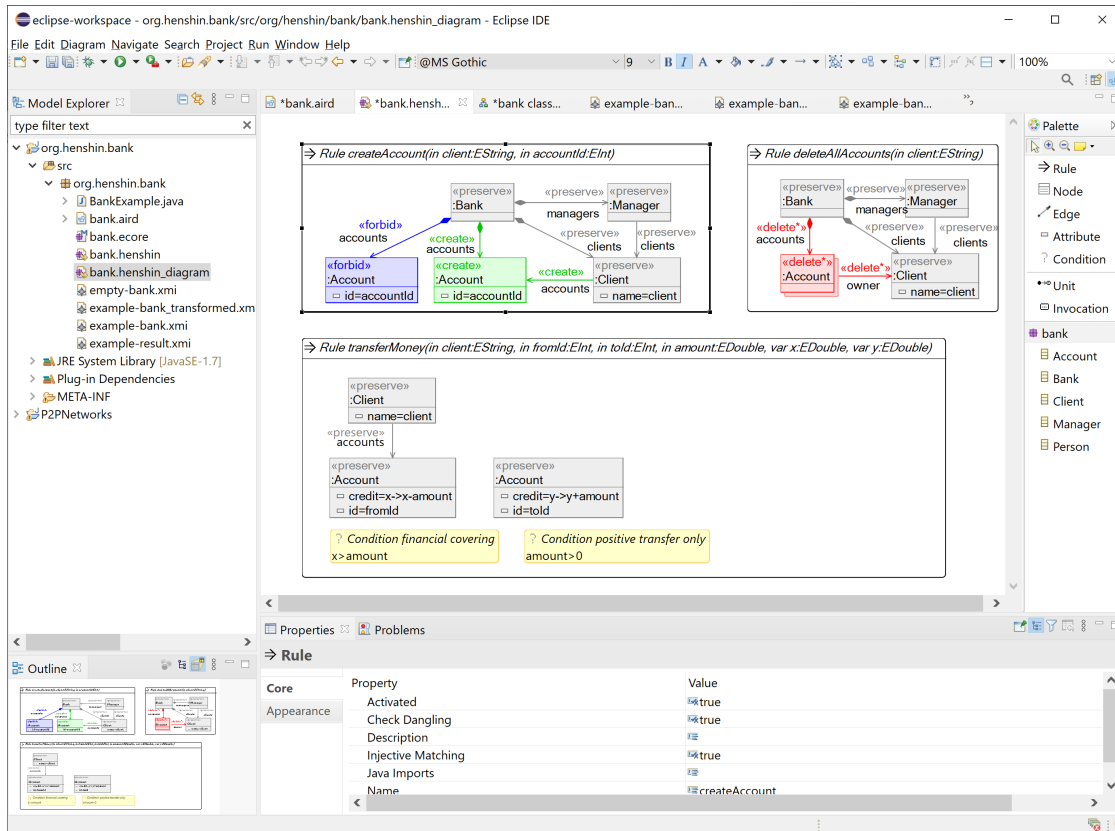 eclipse-workspace - org.henshin.bank/src/org/henshin/bank/bank.henshin_diagram - Eclipse IDE
File Edit Diagram Navigate Search Project Run Window Help
@MS Gothic
9
B I A
100%
Model Explorer
type filter text
org.henshin.bank
src
org.henshin.bank
BankExample.java
bank.aird
bank.ecore
bank.henshin
bank.henshin_diagram
empty-bank.xmi
example-bank_transformed.xm
example-bank.xmi
example-result.xmi
JRE System Library [JavaSE-1.7]
Plug-in Dependencies
META-INF
P2PNetworks
*bank.aird
*bank.hensh...
*bank class...
example-ban...
example-ban...
example-ban...
Rule createAccount(in client:EString, in accountId:EInt)
«preserve»
:Bank
«preserve»
managers
«preserve»
:Manager
«forbid»
accounts
«create»
accounts
«preserve»
clients
«preserve»
clients
«forbid»
:Account
id=accountId
«create»
:Account
id=accountId
«create»
accounts
«preserve»
:Client
name=client
Rule deleteAllAccounts(in client:EString)
«preserve»
:Bank
«preserve»
managers
«preserve»
:Manager
«delete*»
accounts
«preserve»
clients
«preserve»
clients
«delete*»
:Account
«delete*»
owner
«preserve»
:Client
name=client
Rule transferMoney(in client:EString, in fromId:EInt, in toId:EInt, in amount:EDouble, var x:EDouble, var y:EDouble)
«preserve»
:Client
name=client
«preserve»
accounts
«preserve»
:Account
credit=x->x-amount
id=fromId
«preserve»
:Account
credit=y->y+amount
id=toId
? Condition financial covering
x>amount
? Condition positive transfer only
amount>0
Palette
Rule
Node
Edge
Attribute
? Condition
Unit
Invocation
bank
Account
Bank
Client
Manager
Person
Outline
Properties
Problems
Rule
Core
Appearance
Property Value
Activated true
Check Dangling true
Description
Injective Matching true
Java Imports
Name createAccount